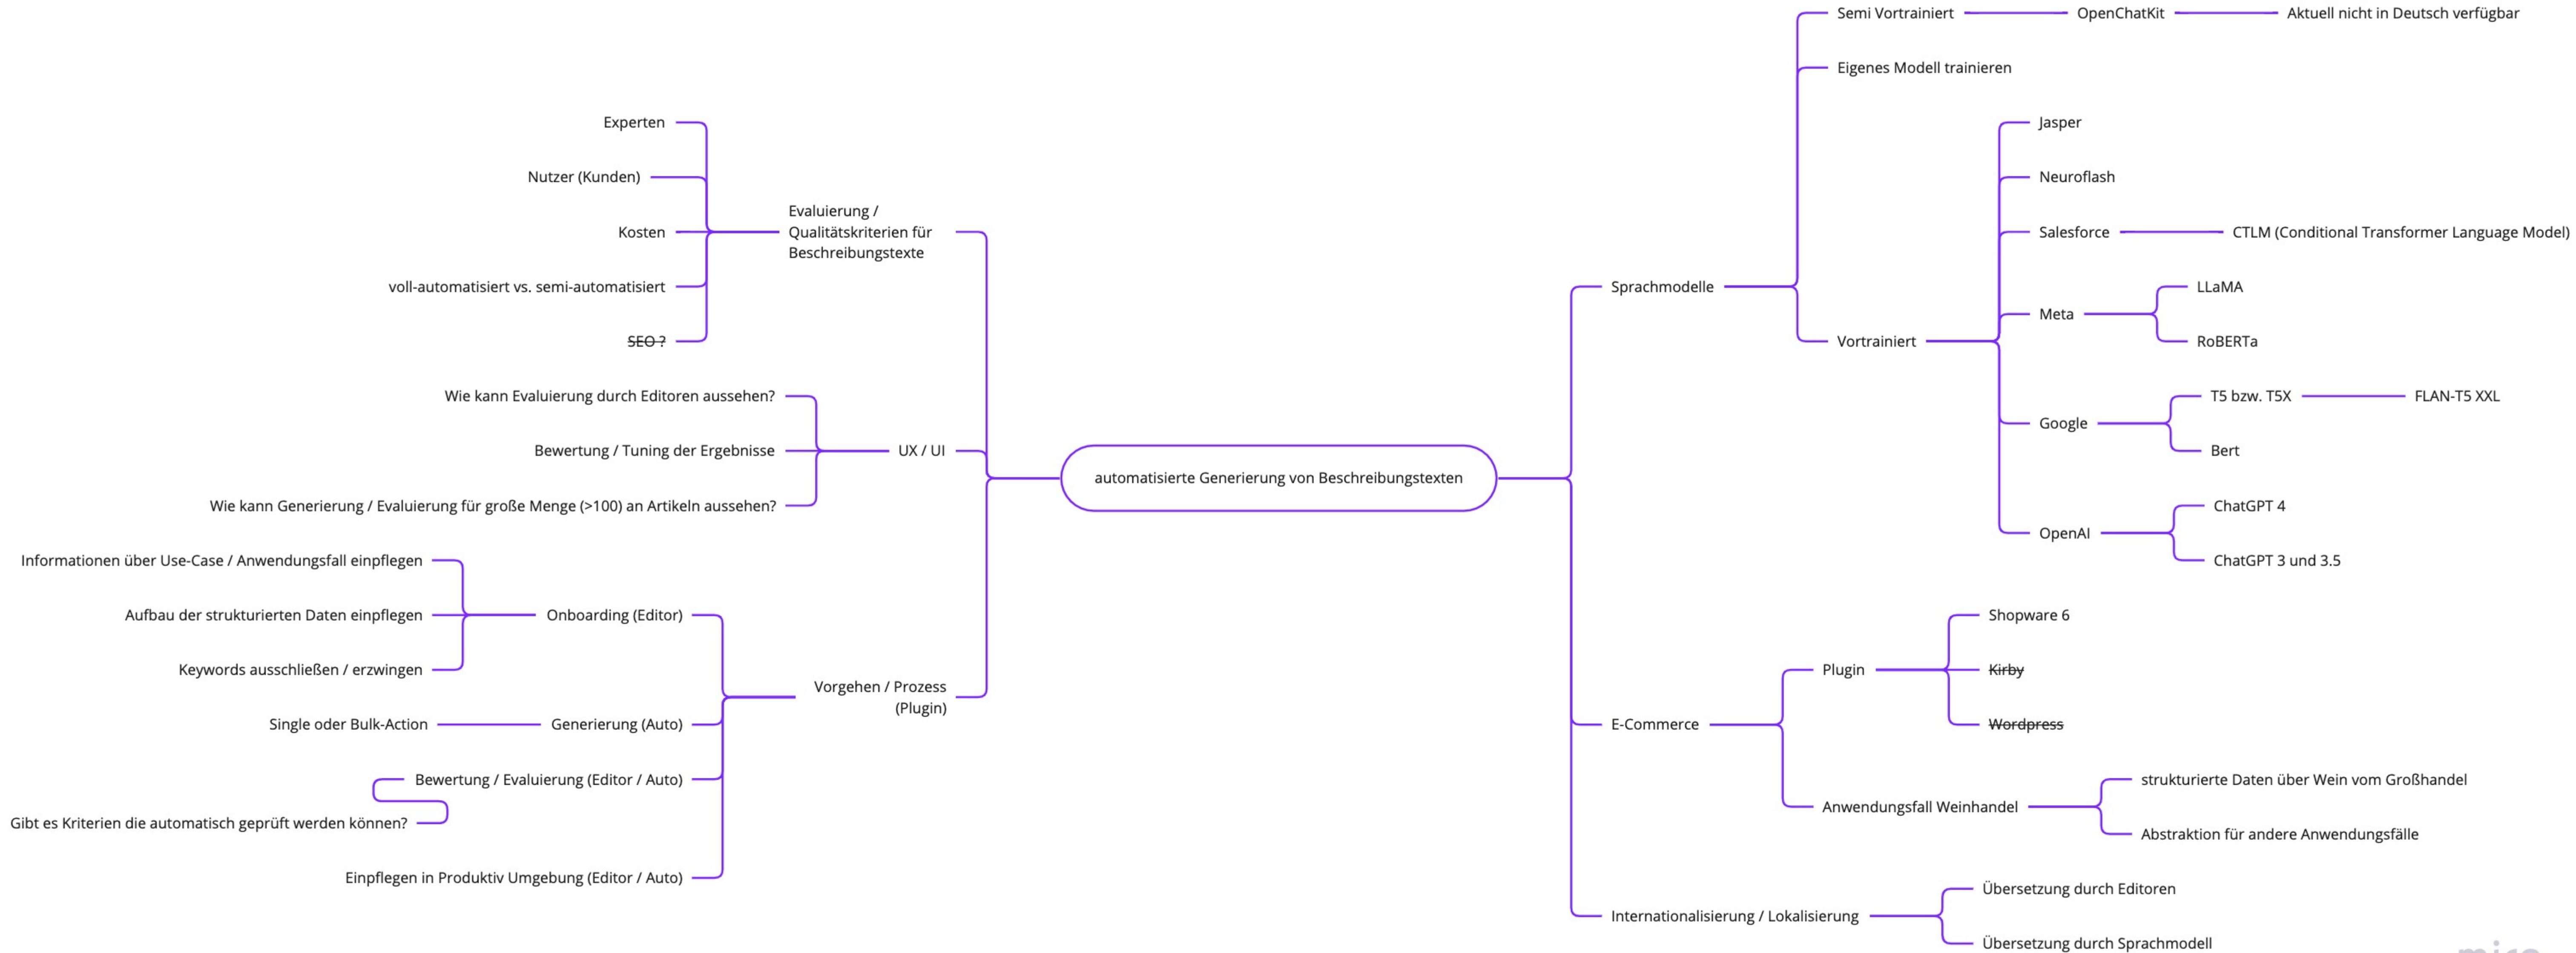 automatisierte Generierung von Beschreibungstexten
Evaluierung /
Qualitätskriterien für
Beschreibungstexte
Experten
Nutzer (Kunden)
Kosten
voll-automatisiert vs. semi-automatisiert
SEO ?
UX / UI
Wie kann Evaluierung durch Editoren aussehen?
Bewertung / Tuning der Ergebnisse
Wie kann Generierung / Evaluierung für große Menge (>100) an Artikeln aussehen?
Vorgehen / Prozess
(Plugin)
Onboarding (Editor)
Informationen über Use-Case / Anwendungsfall einpflegen
Aufbau der strukturierten Daten einpflegen
Keywords ausschließen / erzwingen
Generierung (Auto)
Single oder Bulk-Action
Bewertung / Evaluierung (Editor / Auto)
Gibt es Kriterien die automatisch geprüft werden können?
Einpflegen in Produktiv Umgebung (Editor / Auto)
Sprachmodelle
Semi Vortrainiert
OpenChatKit
Aktuell nicht in Deutsch verfügbar
Eigenes Modell trainieren
Vortrainiert
Jasper
Neuroflash
Salesforce
CTLM (Conditional Transformer Language Model)
Meta
LLaMA
RoBERTa
Google
T5 bzw. T5X
FLAN-T5 XXL
Bert
OpenAI
ChatGPT 4
ChatGPT 3 und 3.5
E-Commerce
Plugin
Shopware 6
Kirby
Wordpress
Anwendungsfall Weinhandel
strukturierte Daten über Wein vom Großhandel
Abstraktion für andere Anwendungsfälle
Internationalisierung / Lokalisierung
Übersetzung durch Editoren
Übersetzung durch Sprachmodell
miro